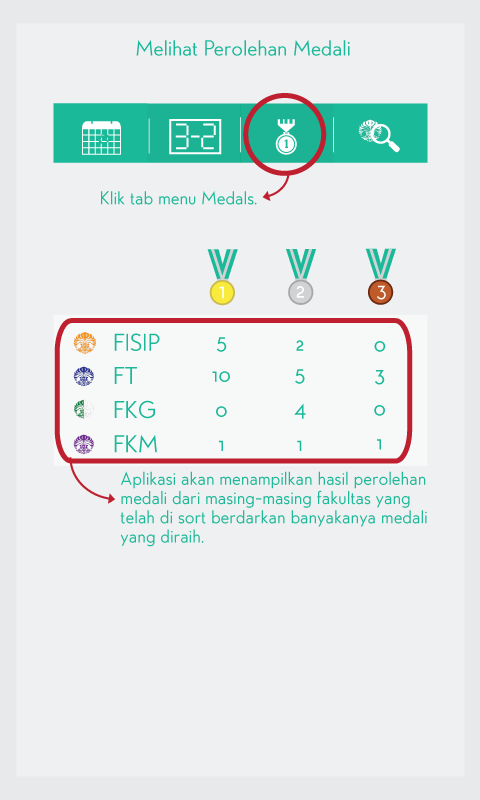 Melihat Perolehan Medali
3-2
1
Klik tab menu Medals.
1 2 3
FISIP 5 2 0
FT 10 5 3
FKG 0 4 0
FKM 1 1 1
Aplikasi akan menampilkan hasil perolehan
medali dari masing-masing fakultas yang
telah di sort berdarkan banyakanya medali
yang diraih.